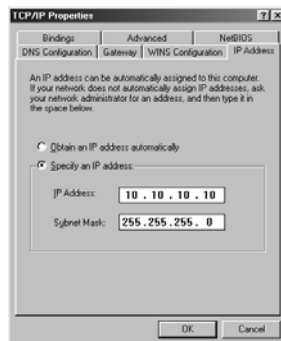 TCP/IP Properties
Bindings Advanced NetBIOS
DNS Configuration Gateway WINS Configuration IP Address
An IP address can be automatically assigned to this computer.
If your network does not automatically assign IP addresses, ask
your network administrator for an address, and then type it in
the space below.
Obtain an IP address automatically
Specify an IP address:
IP Address: 10 . 10 . 10 . 10
Subnet Mask: 255 . 255 . 255 . 0
OK Cancel